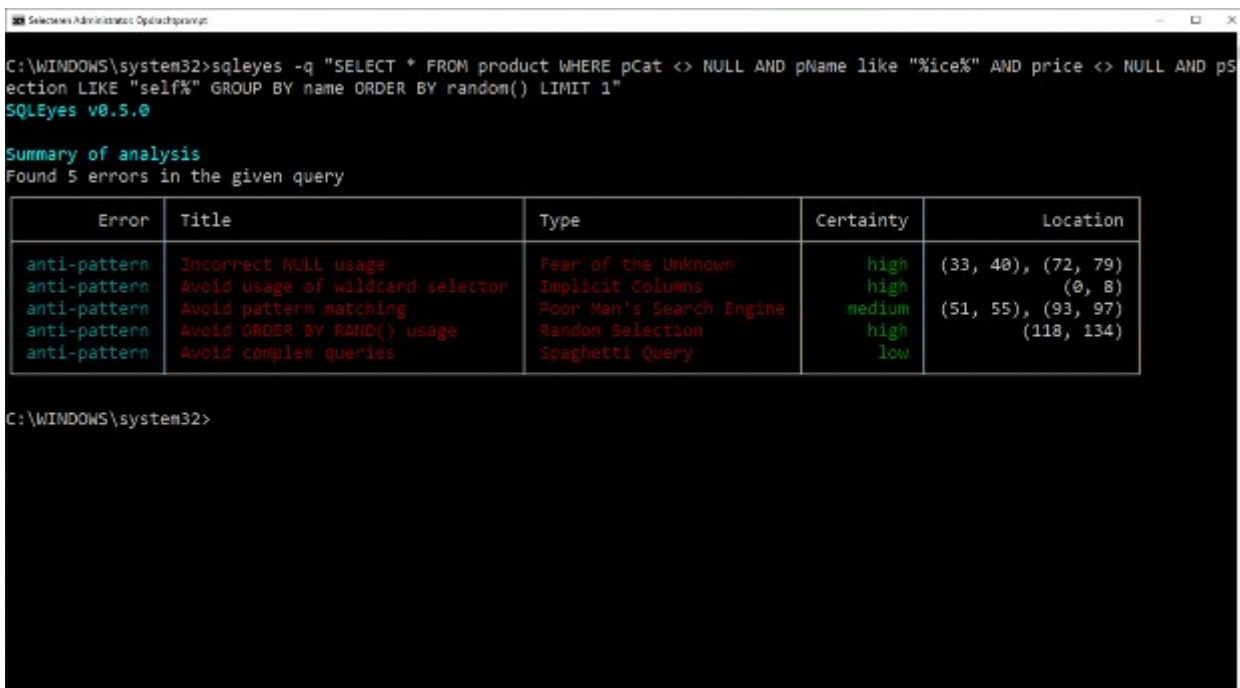 Selecteren Administrator: Opdrachtprompt
C:\WINDOWS\system32>sqleyes -q "SELECT * FROM product WHERE pCat <> NULL AND pName like "%ice%" AND price <> NULL AND pS
ection LIKE "self%" GROUP BY name ORDER BY random() LIMIT 1"
SQLEyes v0.5.0
Summary of analysis
Found 5 errors in the given query
Error Title Type Certainty Location
anti-pattern Incorrect NULL usage Fear of the Unknown high (33, 40), (72, 79)
anti-pattern Avoid usage of wildcard selector Implicit Columns high (0, 8)
anti-pattern Avoid pattern matching Poor Man's Search Engine medium (51, 55), (93, 97)
anti-pattern Avoid ORDER BY RAND() usage Random Selection high (118, 134)
anti-pattern Avoid complex queries Spaghetti Query low
C:\WINDOWS\system32>